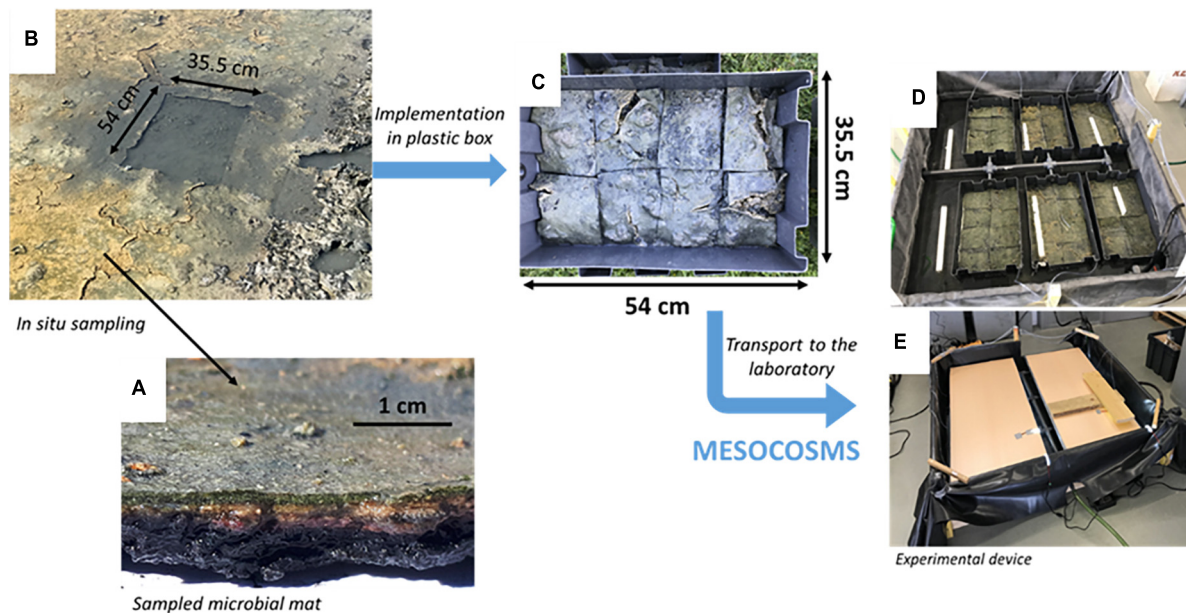 B
35.5 cm
54 cm
In situ sampling
Implementation
in plastic box
C
35.5 cm
54 cm
D
Transport to the
laboratory
MESOCOSMS
E
Experimental device
A
1 cm
Sampled microbial mat